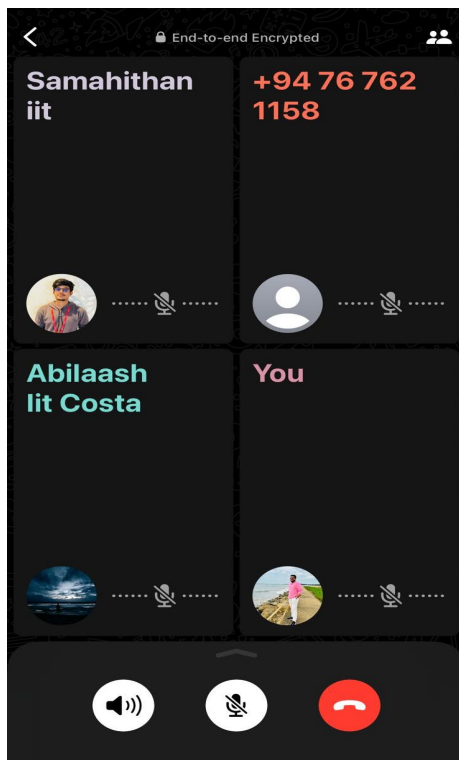 End-to-end Encrypted
Samahithan
iit
+94 76 762
1158
Abilaash
Iit Costa
You